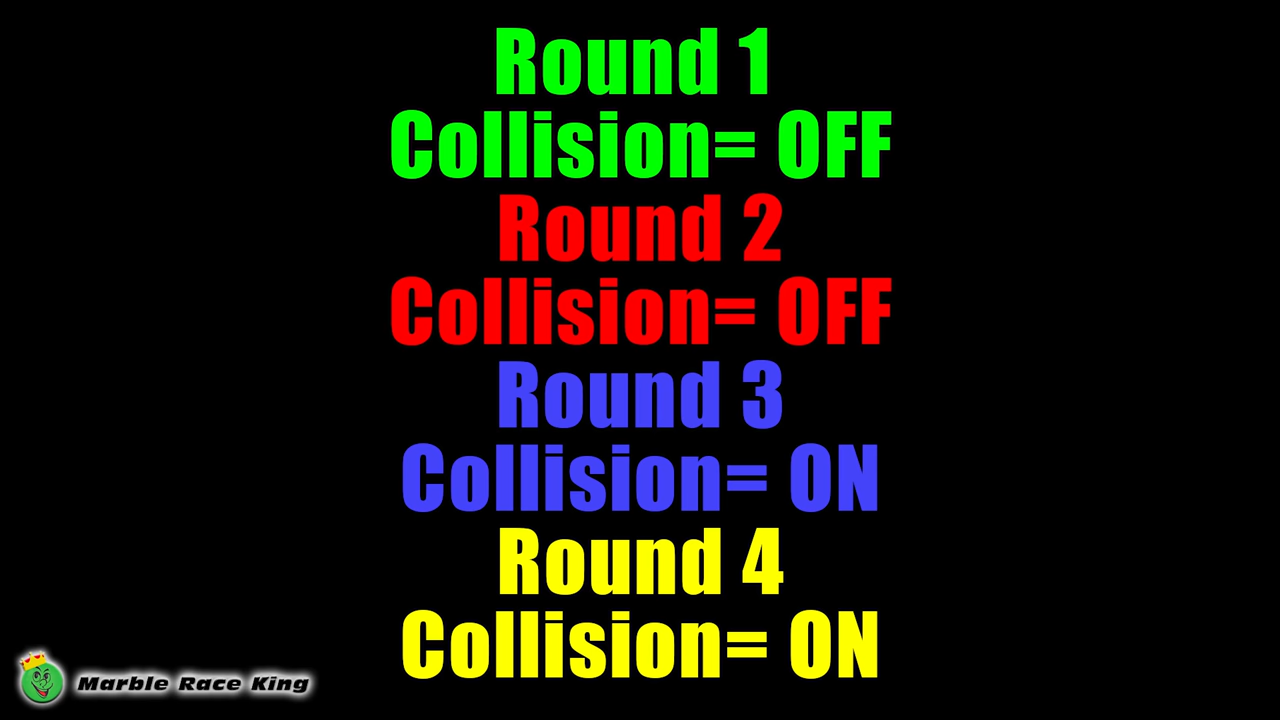 Round 1
Collision= OFF
Round 2
Collision= OFF
Round 3
Collision= ON
Round 4
Collision= ON
Marble Race King